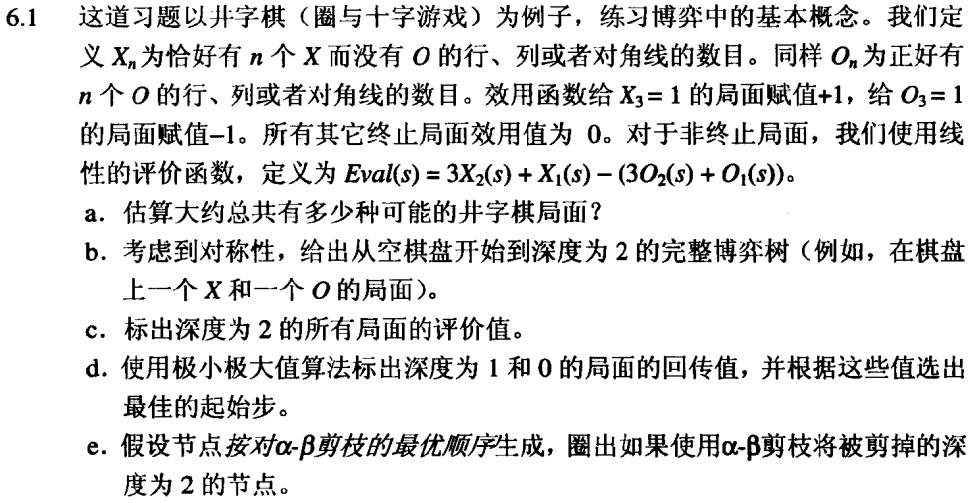 6.1 这道习题以井字棋（圈与十字游戏）为例子，练习博弈中的基本概念。我们定
义 Xₙ为恰好有 n 个 X 而没有 O 的行、列或者对角线的数目。同样 Oₙ为正好有
n 个 O 的行、列或者对角线的数目。效用函数给 X₃= 1 的局面赋值+1，给 O₃= 1
的局面赋值–1。所有其它终止局面效用值为 0。对于非终止局面，我们使用线
性的评价函数，定义为 Eval(s) = 3X₂(s) + X₁(s) – (3O₂(s) + O₁(s))。
a．估算大约总共有多少种可能的井字棋局面？
b．考虑到对称性，给出从空棋盘开始到深度为 2 的完整博弈树（例如，在棋盘
上一个 X 和一个 O 的局面）。
c．标出深度为 2 的所有局面的评价值。
d．使用极小极大值算法标出深度为 1 和 0 的局面的回传值，并根据这些值选出
最佳的起始步。
e．假设节点按对α-β剪枝的最优顺序生成，圈出如果使用α-β剪枝将被剪掉的深
度为 2 的节点。